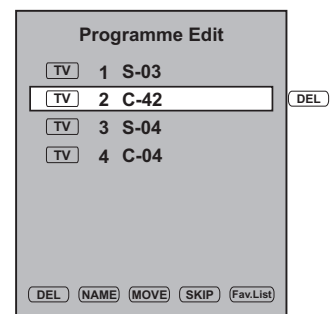 Programme Edit
TV 1 S-03
TV 2 C-42 DEL
TV 3 S-04
TV 4 C-04
DEL NAME MOVE SKIP Fav.List